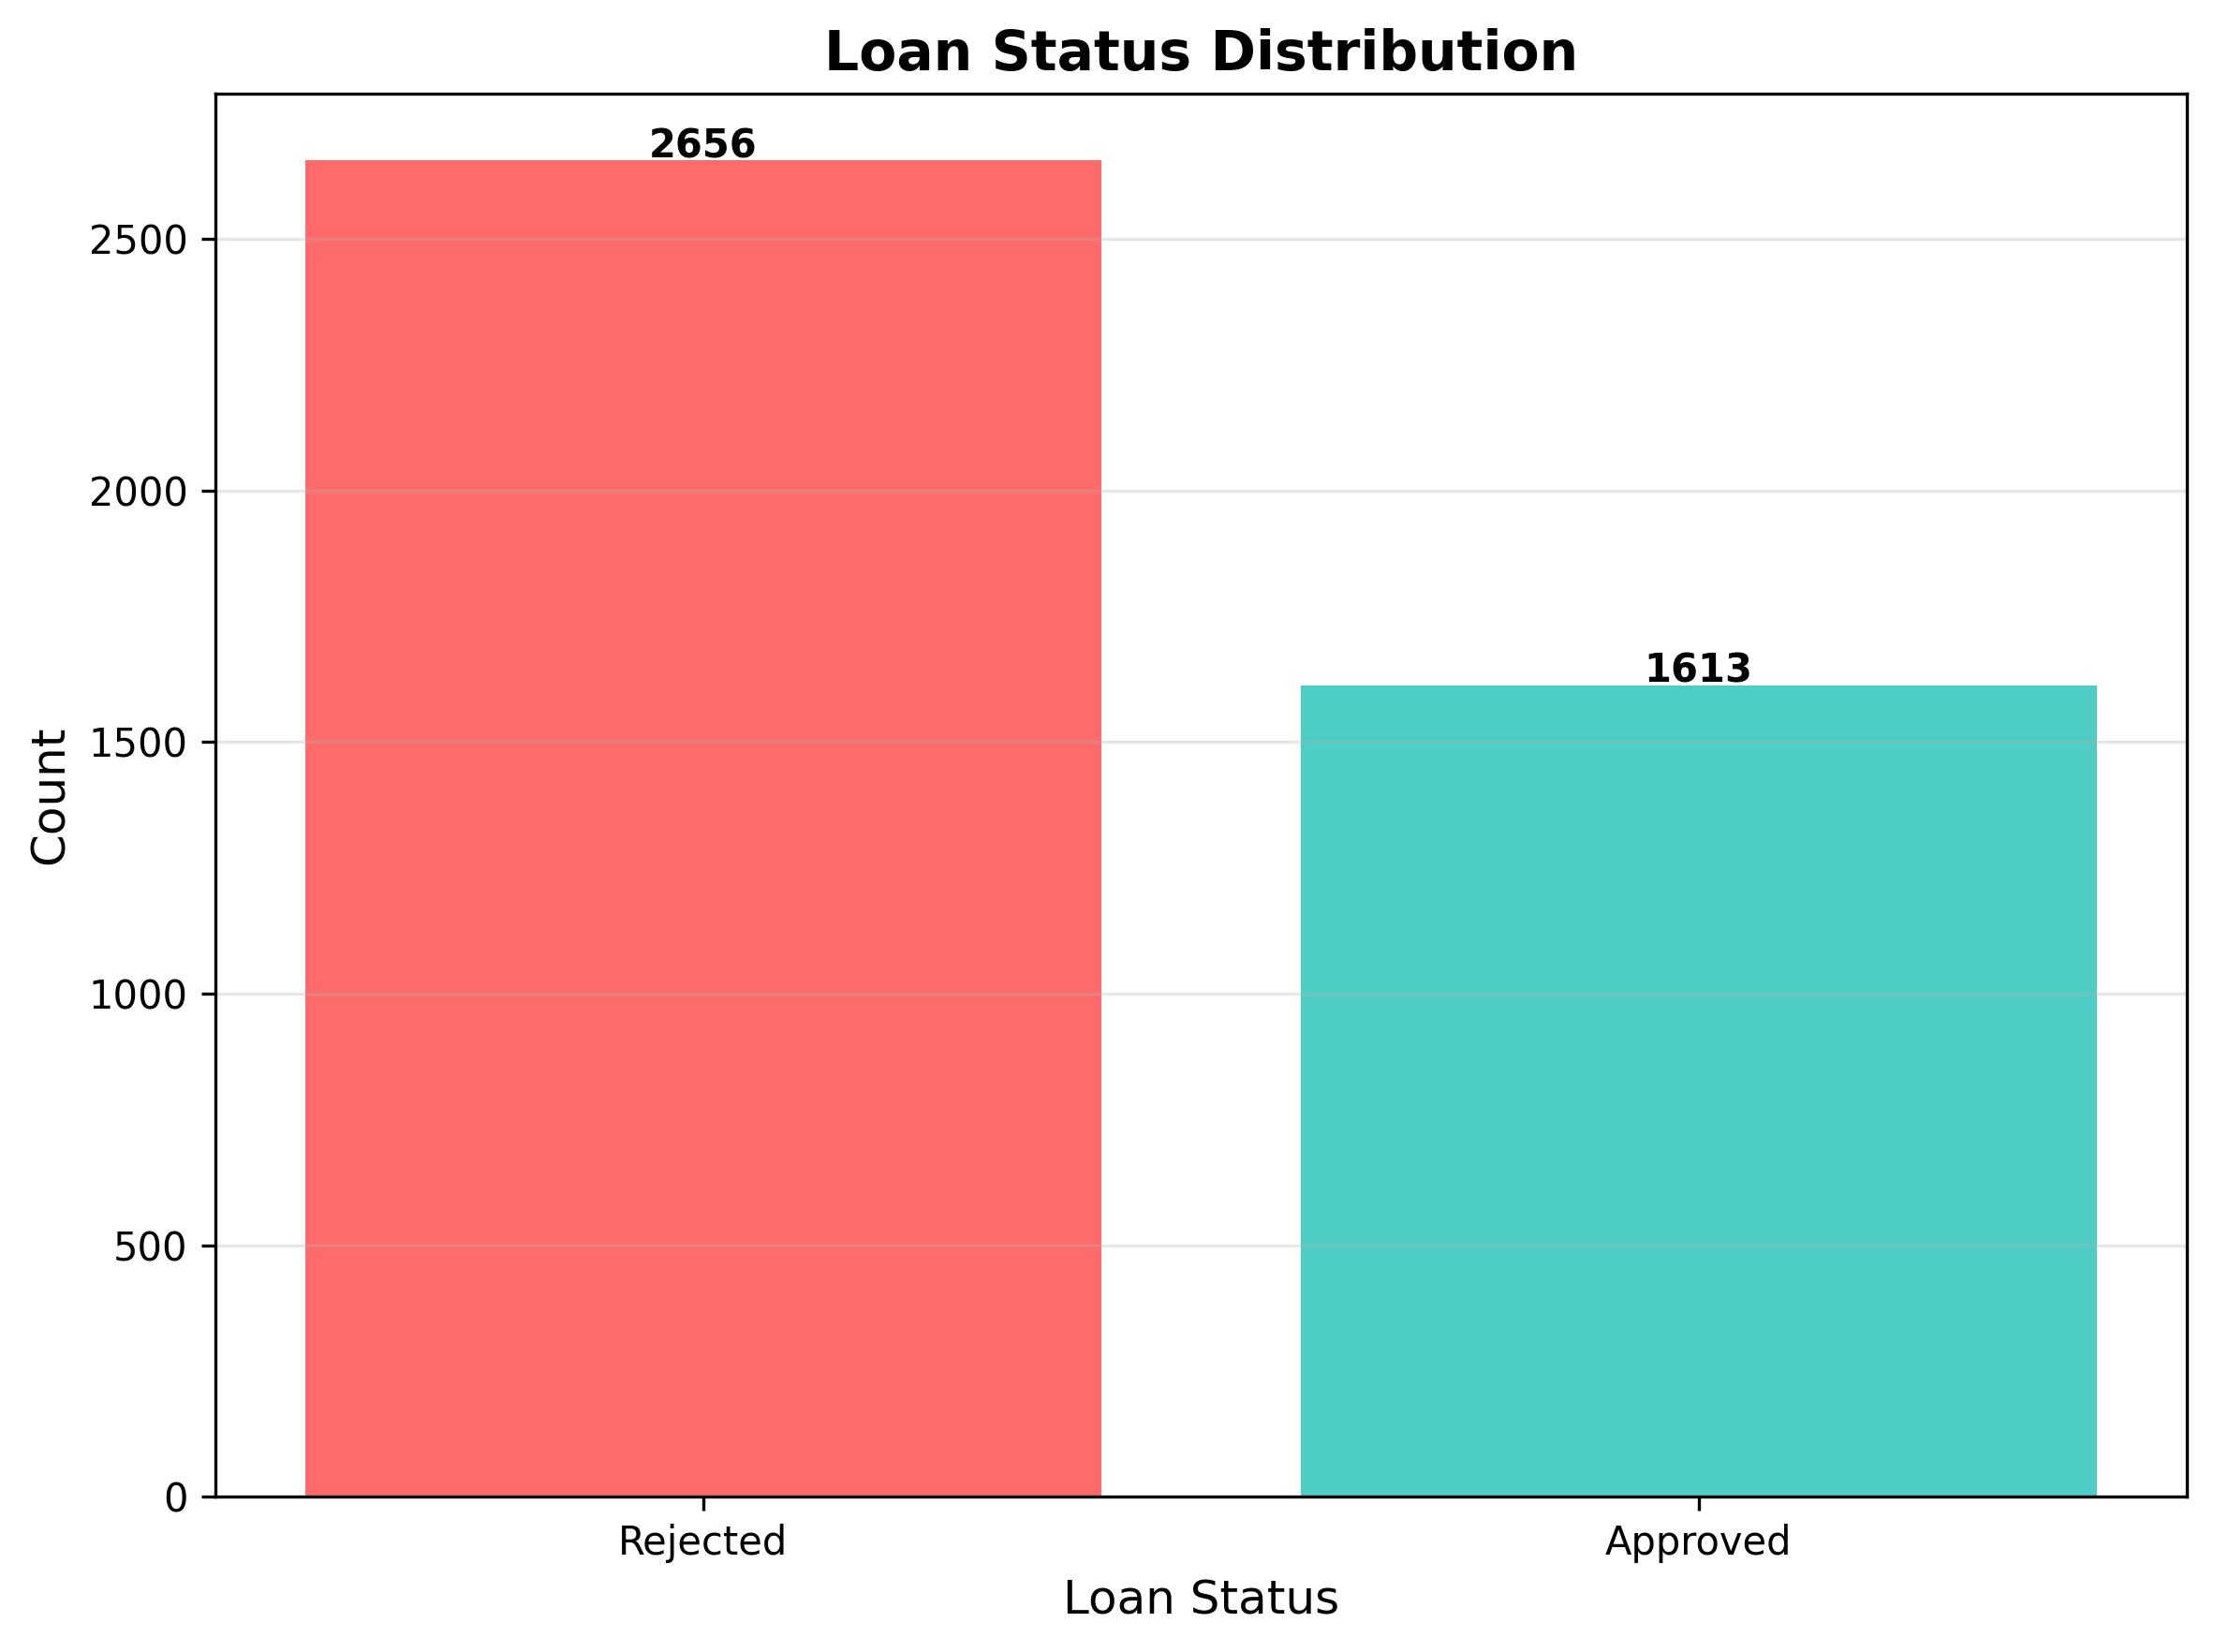 Loan Status Distribution
2656
1613
2500
2000
1500
1000
500
0
Count
Rejected
Approved
Loan Status